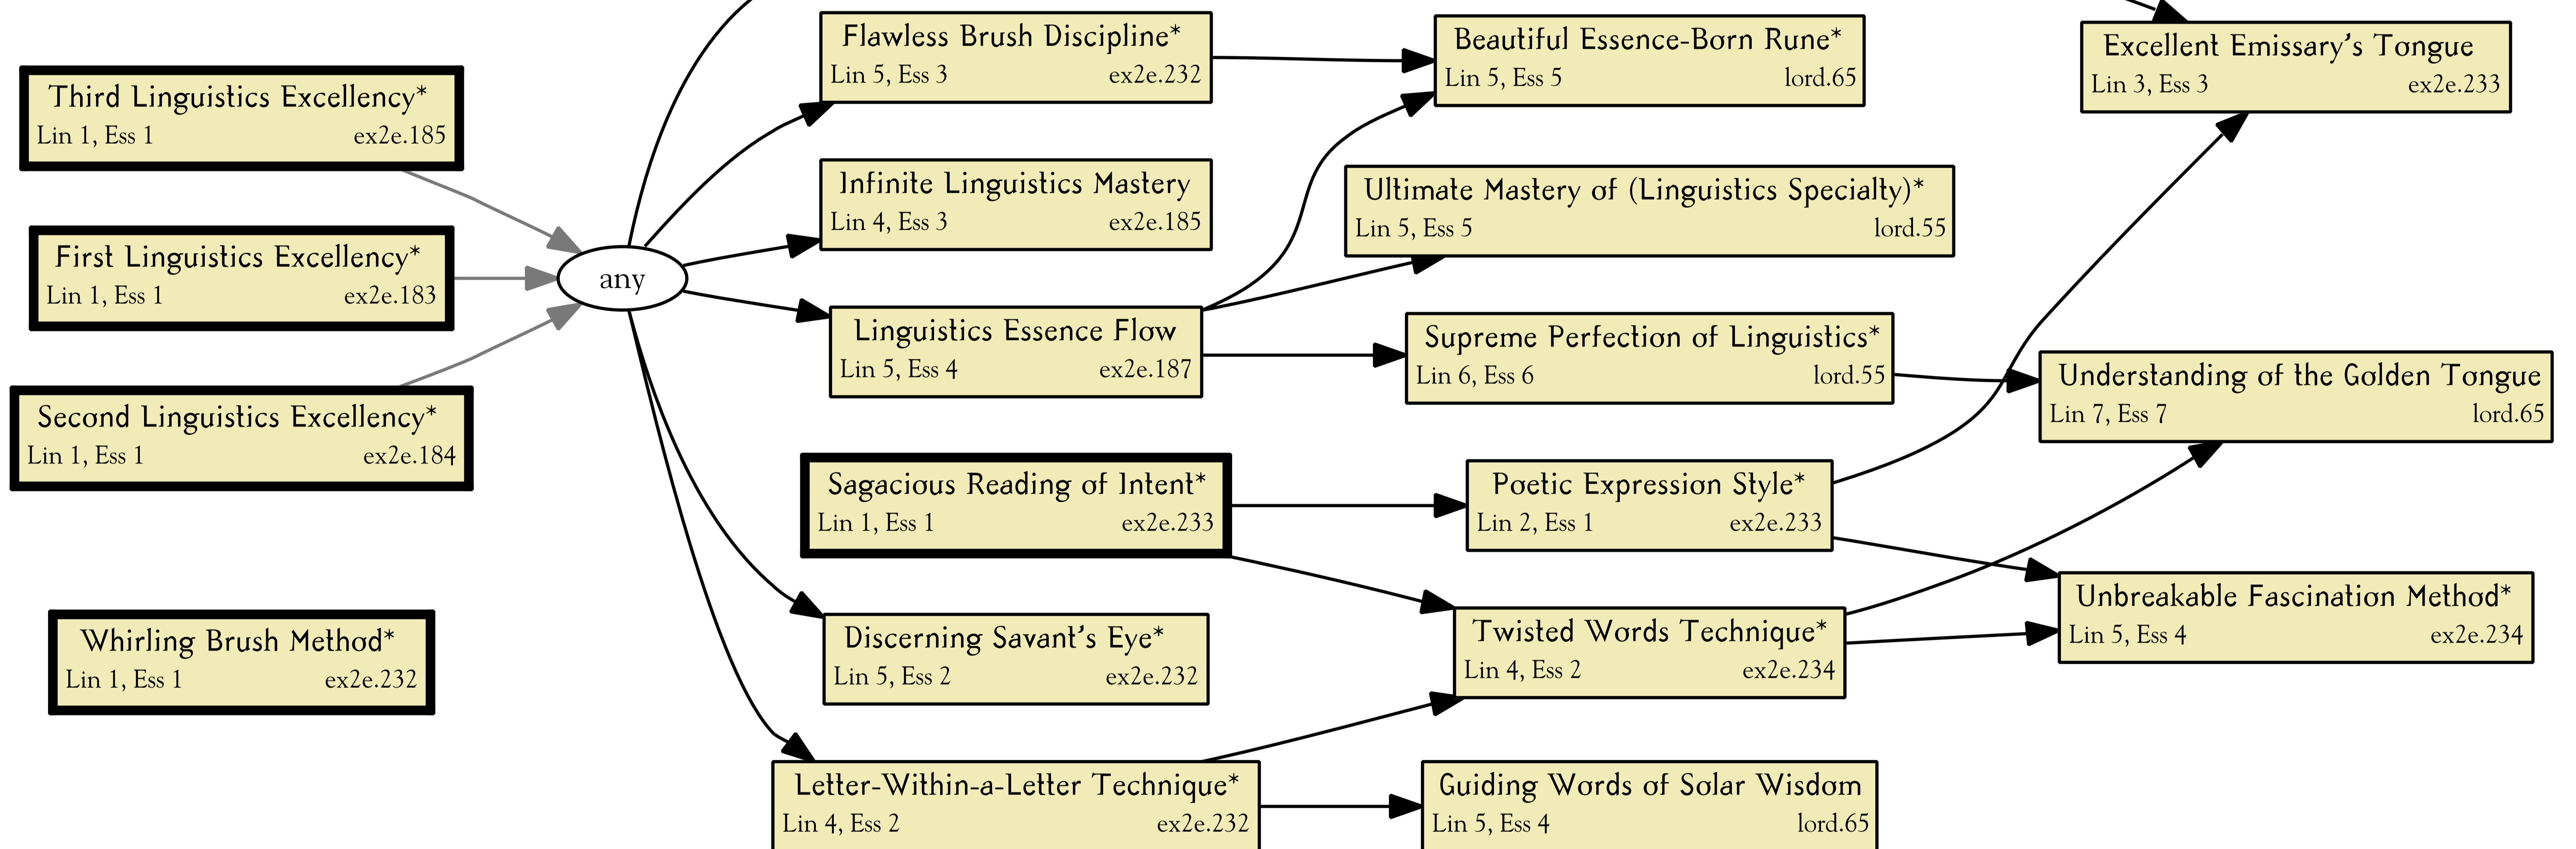 Third Linguistics Excellency*
Lin 1, Ess 1 ex2e.185
First Linguistics Excellency*
Lin 1, Ess 1 ex2e.183
Second Linguistics Excellency*
Lin 1, Ess 1 ex2e.184
Whirling Brush Method*
Lin 1, Ess 1 ex2e.232
any
Flawless Brush Discipline*
Lin 5, Ess 3 ex2e.232
Infinite Linguistics Mastery
Lin 4, Ess 3 ex2e.185
Linguistics Essence Flow
Lin 5, Ess 4 ex2e.187
Sagacious Reading of Intent*
Lin 1, Ess 1 ex2e.233
Discerning Savant's Eye*
Lin 5, Ess 2 ex2e.232
Letter-Within-a-Letter Technique*
Lin 4, Ess 2 ex2e.232
Beautiful Essence-Born Rune*
Lin 5, Ess 5 lord.65
Ultimate Mastery of (Linguistics Specialty)*
Lin 5, Ess 5 lord.55
Supreme Perfection of Linguistics*
Lin 6, Ess 6 lord.55
Poetic Expression Style*
Lin 2, Ess 1 ex2e.233
Twisted Words Technique*
Lin 4, Ess 2 ex2e.234
Guiding Words of Solar Wisdom
Lin 5, Ess 4 lord.65
Excellent Emissary's Tongue
Lin 3, Ess 3 ex2e.233
Understanding of the Golden Tongue
Lin 7, Ess 7 lord.65
Unbreakable Fascination Method*
Lin 5, Ess 4 ex2e.234